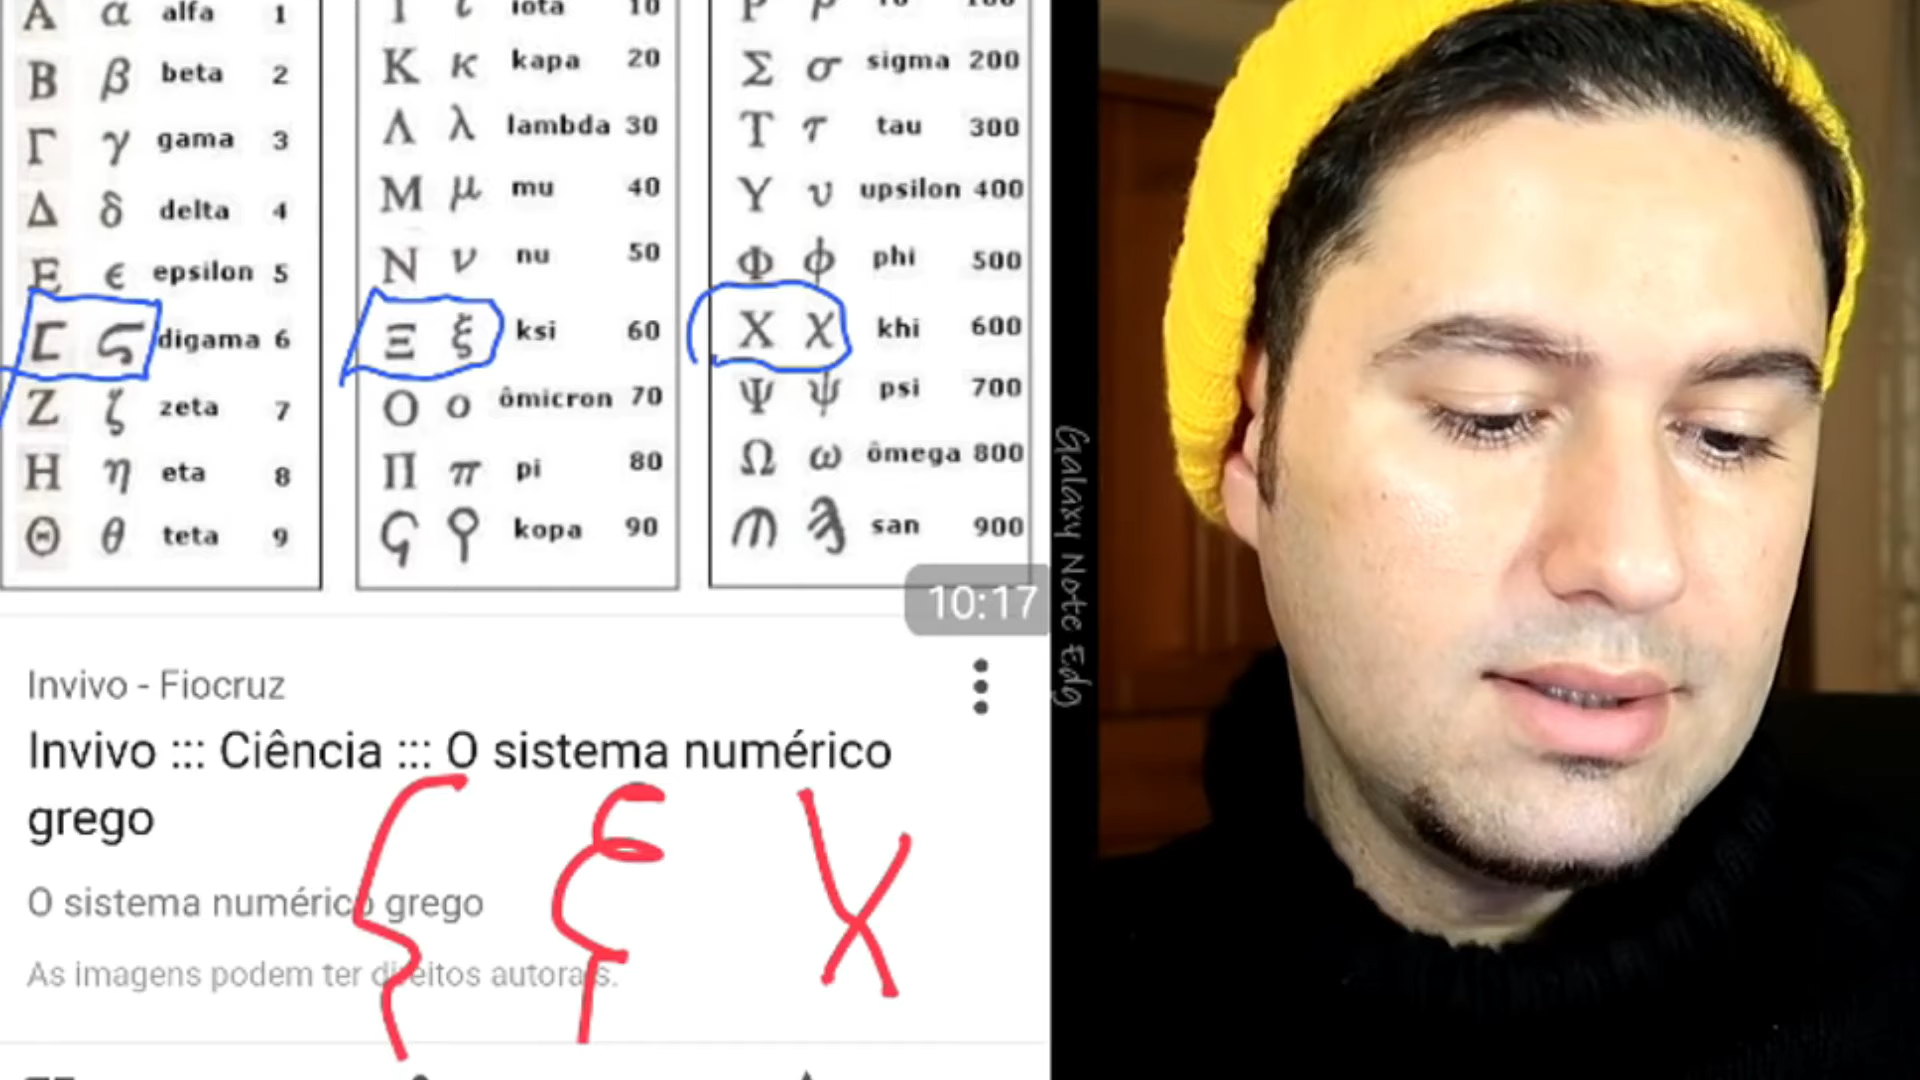 Α α alfa 1
Β β beta 2
Γ γ gama 3
Δ δ delta 4
Ε ϵ epsilon 5
ϛ digama 6
Ζ ζ zeta 7
Η η eta 8
Θ θ teta 9
Ι ι iota 10
Κ κ kapa 20
Λ λ lambda 30
Μ μ mu 40
Ν ν nu 50
Ξ ξ ksi 60
Ο ο ômicron 70
Π π pi 80
Ϛ ϙ kopa 90
Ρ ρ
Σ σ sigma 200
Τ τ tau 300
Υ υ upsilon 400
Φ ϕ phi 500
Χ χ khi 600
Ψ ψ psi 700
Ω ω ômega 800
ϡ san 900
10:17
Galaxy Note Edg
Invivo - Fiocruz
Invivo ::: Ciência ::: O sistema numérico
grego
O sistema numérico grego
As imagens podem ter direitos autorais.
ξ χ